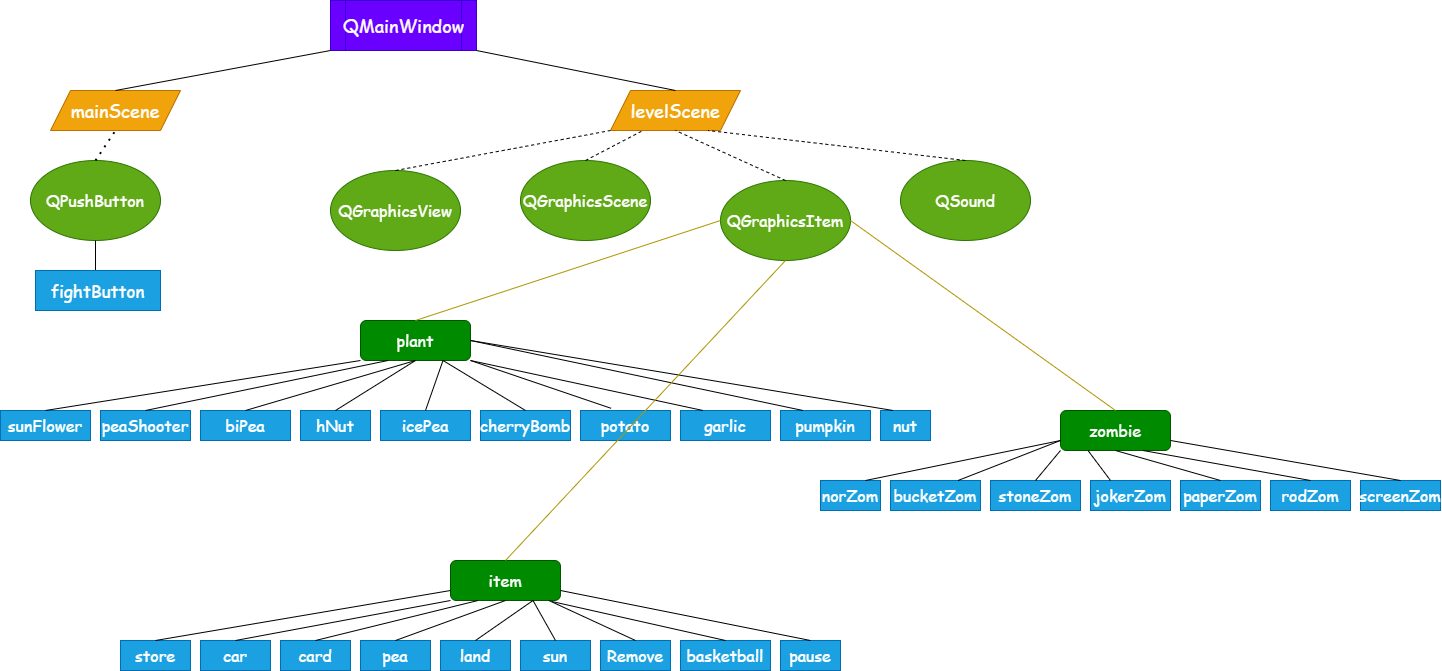 QMainWindow
mainScene
levelScene
QPushButton
QGraphicsView
QGraphicsScene
QGraphicsItem
QSound
fightButton
plant
sunFlower
peaShooter
biPea
hNut
icePea
cherryBomb
potato
garlic
pumpkin
nut
zombie
norZom
bucketZom
stoneZom
jokerZom
paperZom
rodZom
screenZom
item
store
car
card
pea
land
sun
Remove
basketball
pause